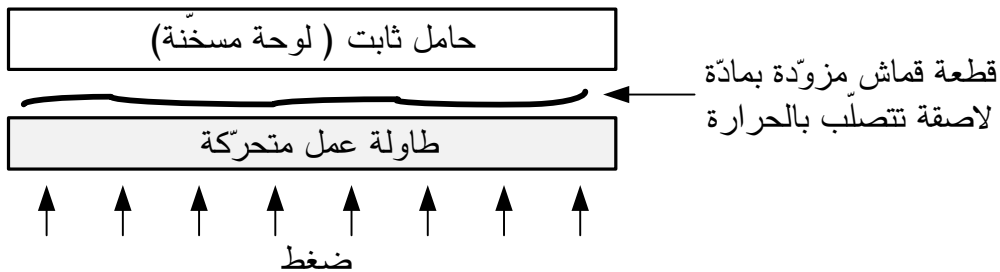 حامل ثابت ( لوحة مسخّنة)
قطعة قماش مزوّدة بمادّة
لاصقة تتصلّب بالحرارة
طاولة عمل متحرّكة
ضغط